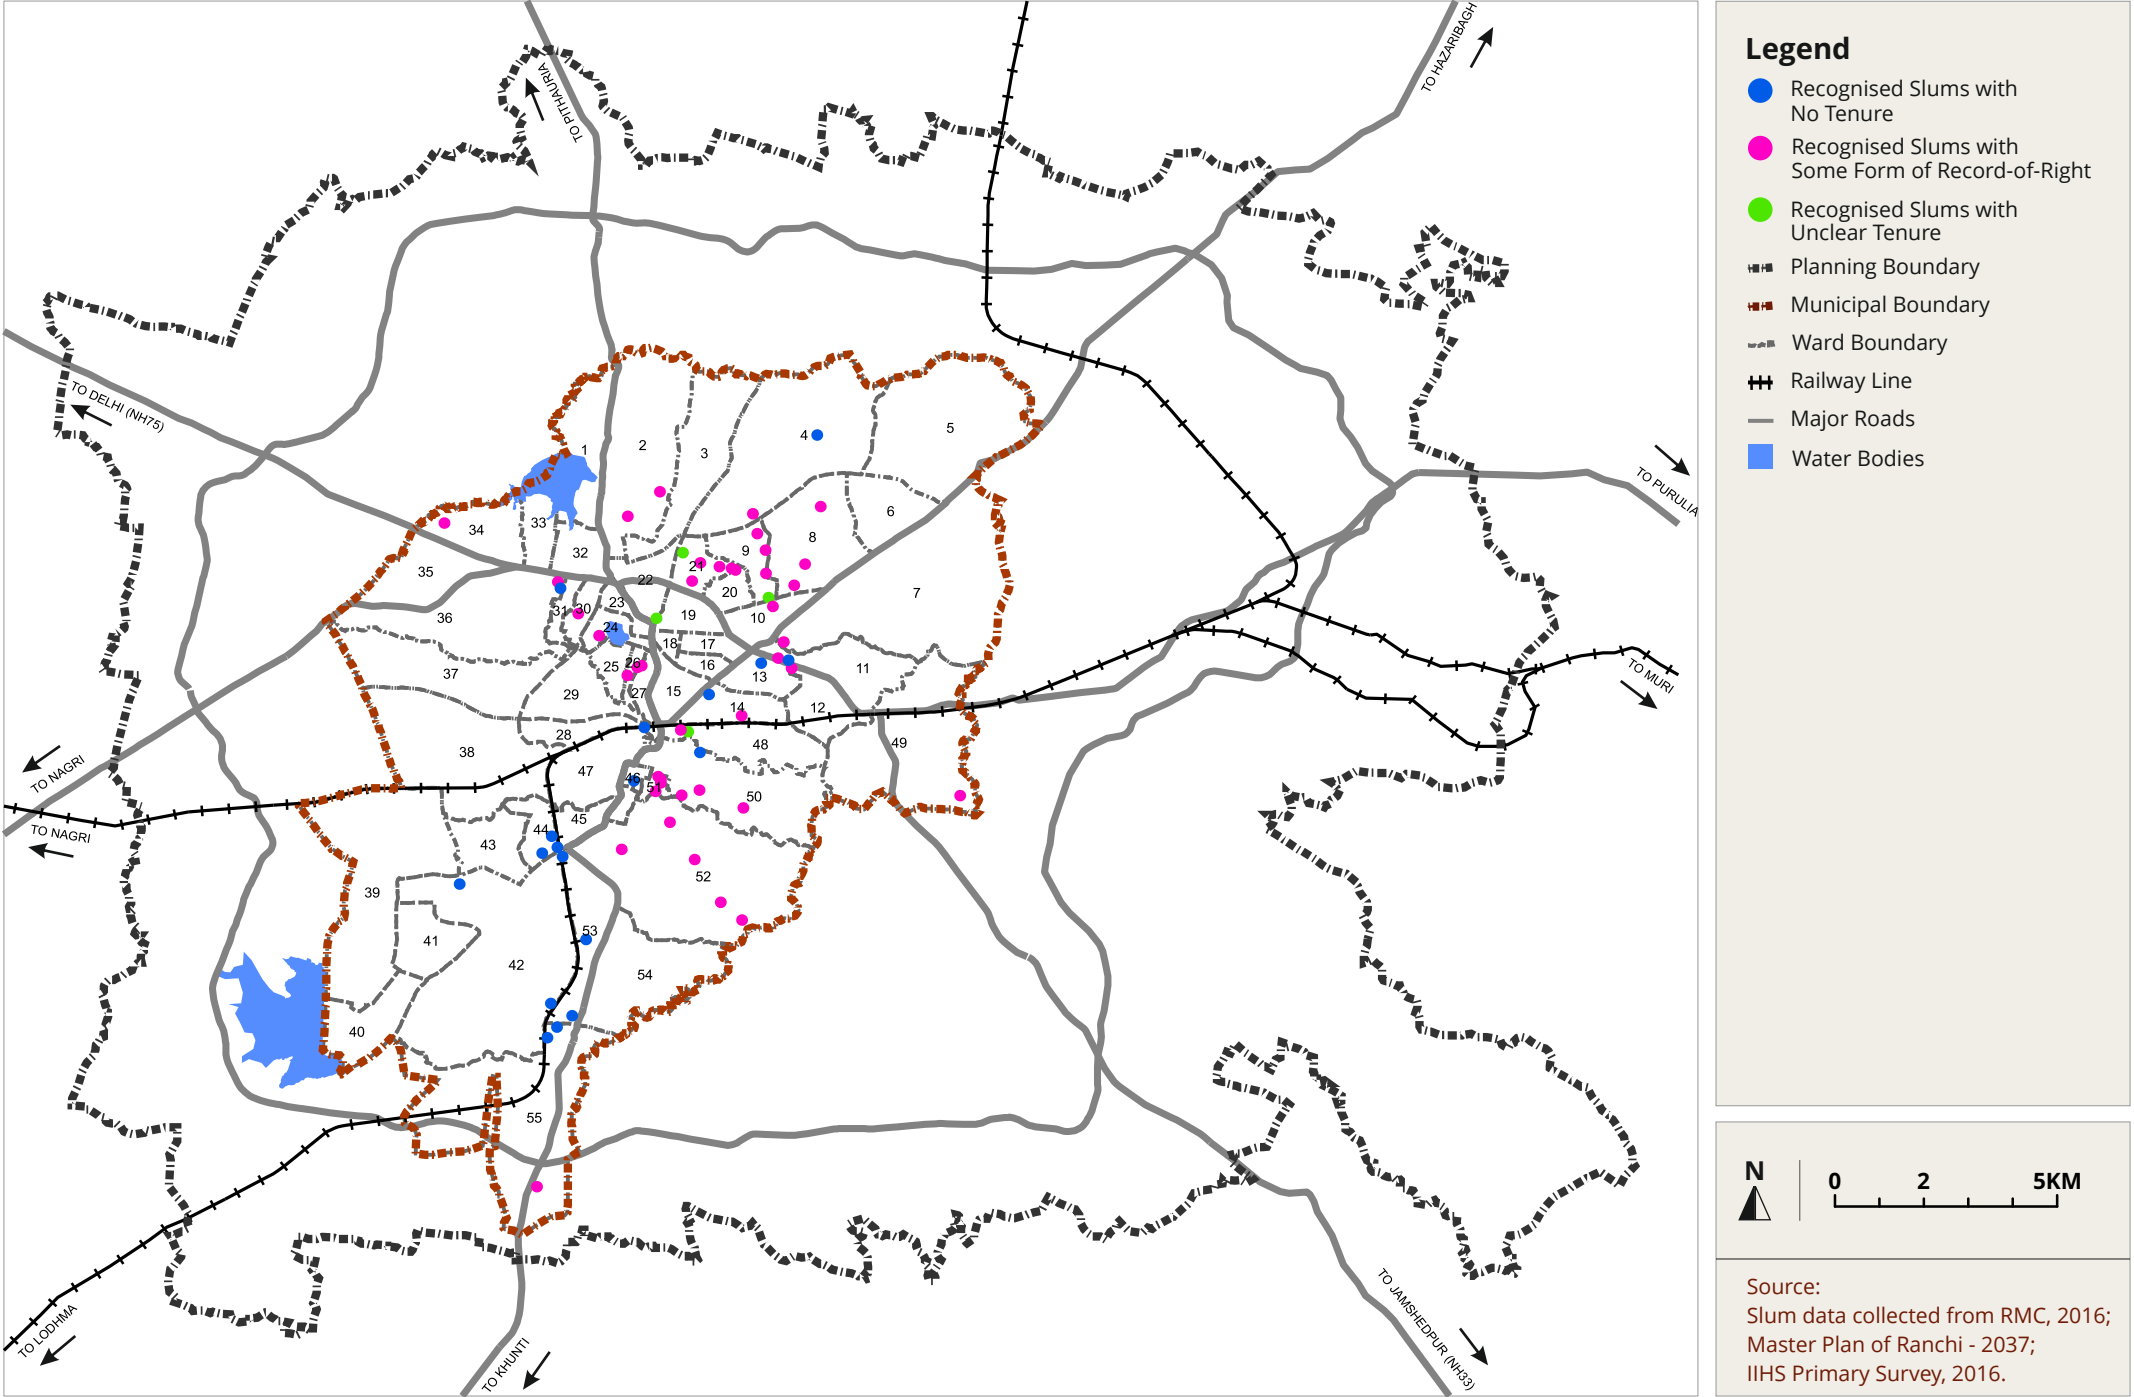 TO PITHAURIA
TO HAZARIBAGH
TO DELHI (NH75)
TO PURULIA
TO MURI
TO NAGRI
TO NAGRI
TO LODHMA
TO KHUNTI
TO JAMSHEDPUR (NH33)
1
2
3
4
5
6
7
8
9
10
11
12
13
14
15
16
17
18
19
20
21
22
23
24
25
26
27
28
29
30
31
32
33
34
35
36
37
38
39
40
41
42
43
44
45
46
47
48
49
50
51
52
53
54
55
Legend
Recognised Slums with
No Tenure
Recognised Slums with
Some Form of Record-of-Right
Recognised Slums with
Unclear Tenure
Planning Boundary
Municipal Boundary
Ward Boundary
Railway Line
Major Roads
Water Bodies
N
0 2 5KM
Source:
Slum data collected from RMC, 2016;
Master Plan of Ranchi - 2037;
IIHS Primary Survey, 2016.